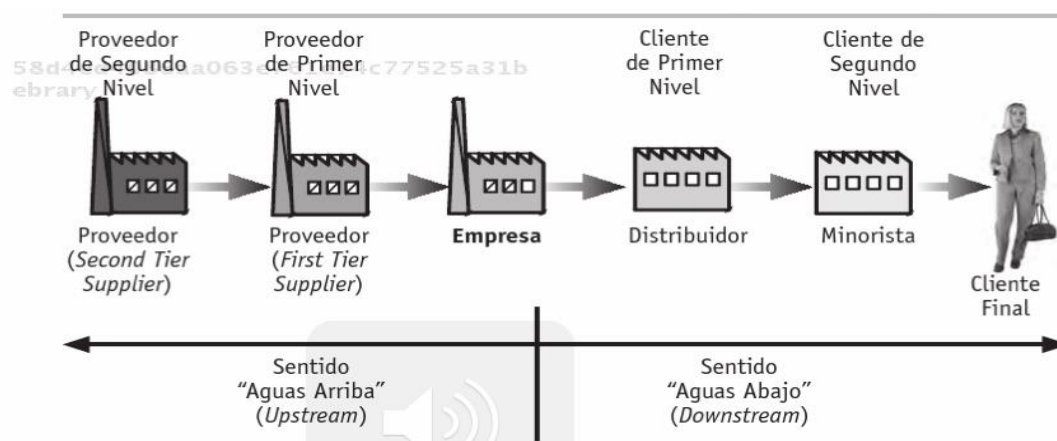 Proveedor
de Segundo
Nivel
Proveedor
de Primer
Nivel
Cliente
de Primer
Nivel
Cliente de
Segundo
Nivel
ebrary
Proveedor
(Second Tier
Supplier)
Proveedor
(First Tier
Supplier)
Empresa
Distribuidor
Minorista
Cliente
Final
Sentido
“Aguas Arriba”
(Upstream)
Sentido
“Aguas Abajo”
(Downstream)